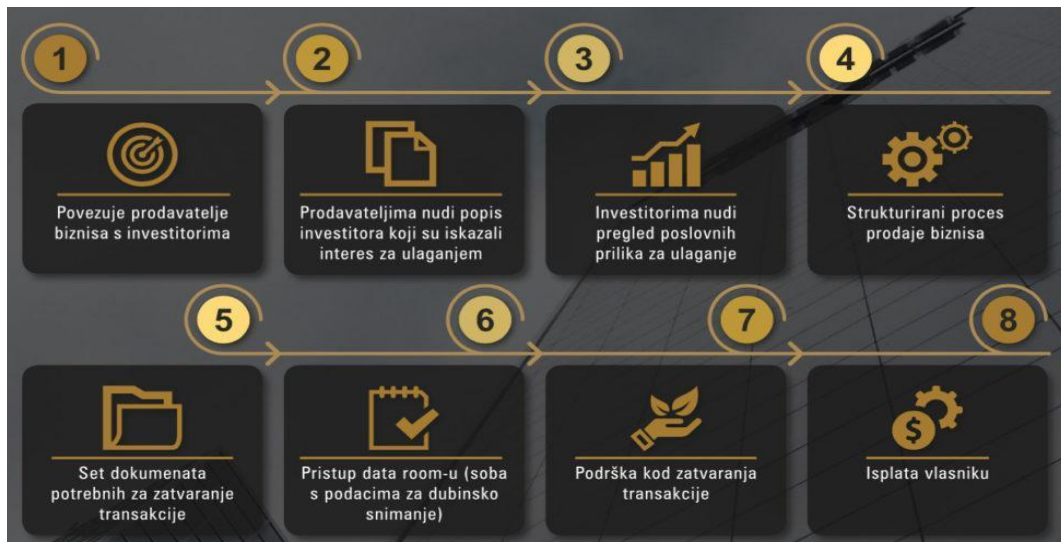 1
2
3
4
Povezuje prodavatelje
biznisa s investitorima
Prodavateljima nudi popis
investitora koji su iskazali
interes za ulaganjem
Investitorima nudi
pregled poslovnih
prilika za ulaganje
Strukturirani proces
prodaje biznisa
5
6
7
8
Set dokumenata
potrebnih za zatvaranje
transakcije
Pristup data room-u (soba
s podacima za dubinsko
snimanje)
Podrška kod zatvaranja
transakcije
$
Isplata vlasniku